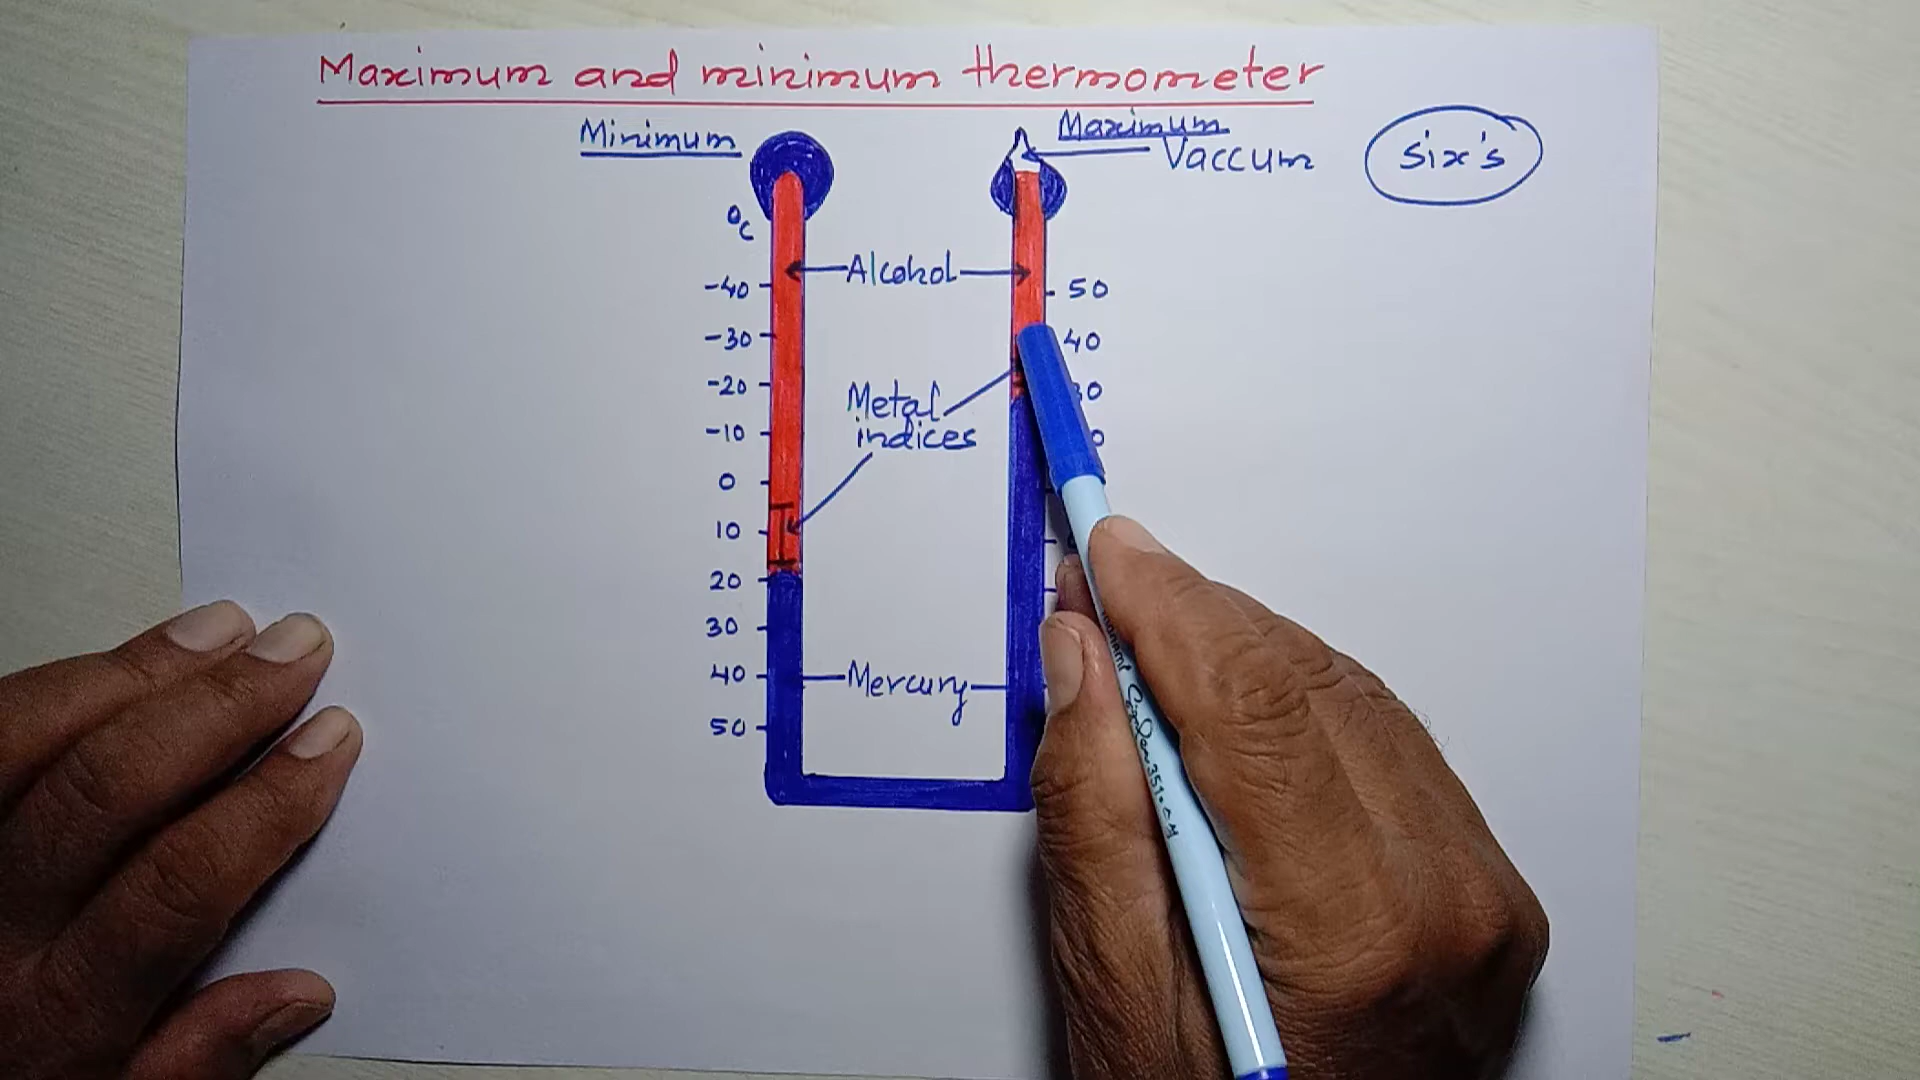 Maximum and minimum thermometer
Minimum
Maximum
Vaccum
Six's
°C
Alcohol
-40
-30
-20
-10
0
10
20
30
40
50
50
40
Metal
indices
Mercury